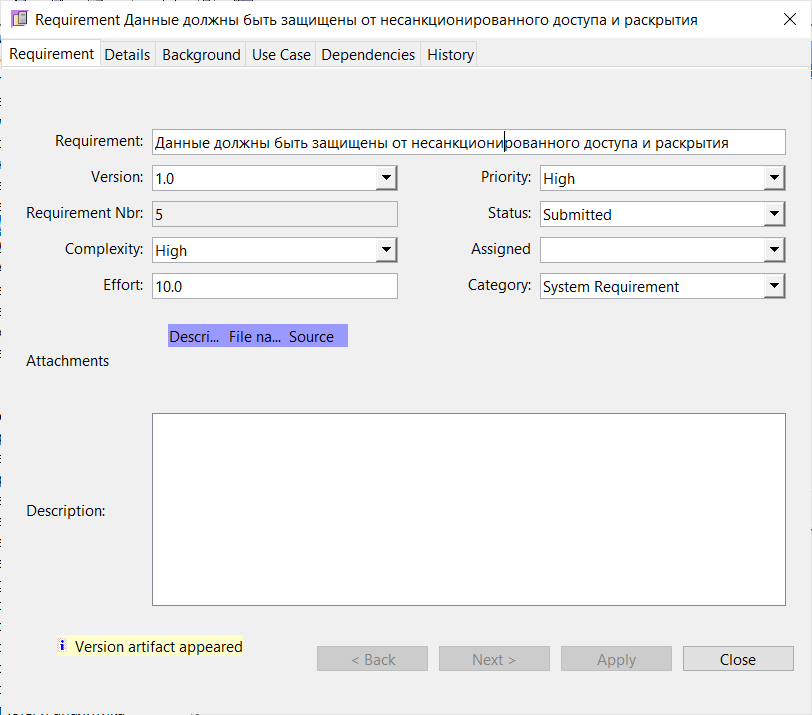 Requirement Данные должны быть защищены от несанкционированного доступа и раскрытия
Requirement Details Background Use Case Dependencies History
Requirement: Данные должны быть защищены от несанкционированного доступа и раскрытия
Version: 1.0 Priority: High
Requirement Nbr: 5 Status: Submitted
Complexity: High Assigned
Effort: 10.0 Category: System Requirement
Descri... File na... Source
Attachments
Description:
Version artifact appeared
< Back Next > Apply Close